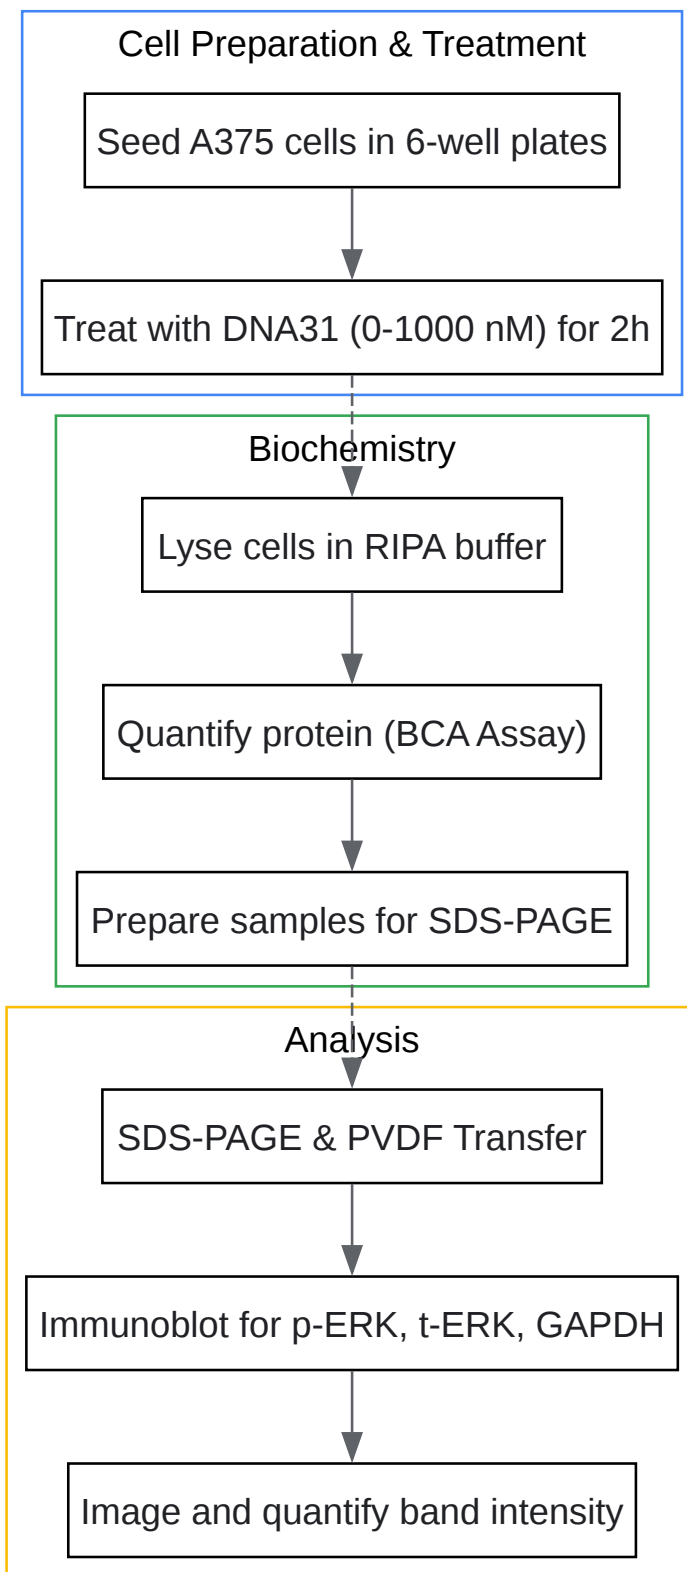 Cell Preparation & Treatment
Seed A375 cells in 6-well plates
Treat with DNA31 (0-1000 nM) for 2h
Biochemistry
Lyse cells in RIPA buffer
Quantify protein (BCA Assay)
Prepare samples for SDS-PAGE
Analysis
SDS-PAGE & PVDF Transfer
Immunoblot for p-ERK, t-ERK, GAPDH
Image and quantify band intensity